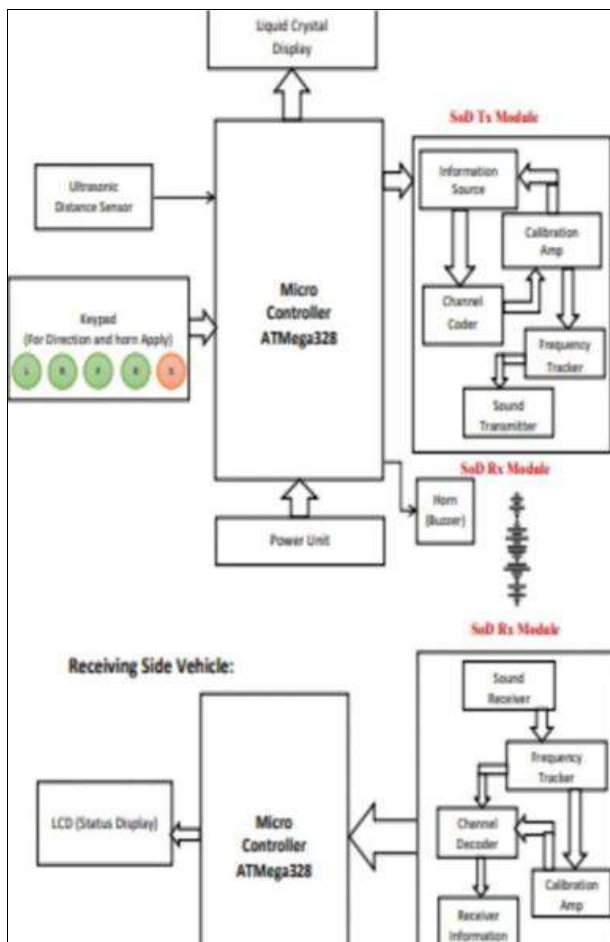 Liquid Crystal
Display
SoD Tx Module
Information
Source
Ultrasonic
Distance Sensor
Calibration
Amp
Micro
Controller
ATMega328
Keypad
(For Direction and horn Apply)
Channel
Coder
Frequency
Tracker
L
F
S
Sound
Transmitter
SoD Rx Module
Horn
(Buzzer)
Power Unit
SoD Rx Module
Receiving Side Vehicle:
Sound
Receiver
Frequency
Tracker
LCD (Status Display)
Micro
Controller
ATMega328
Channel
Decoder
Calibration
Amp
Receiver
Information